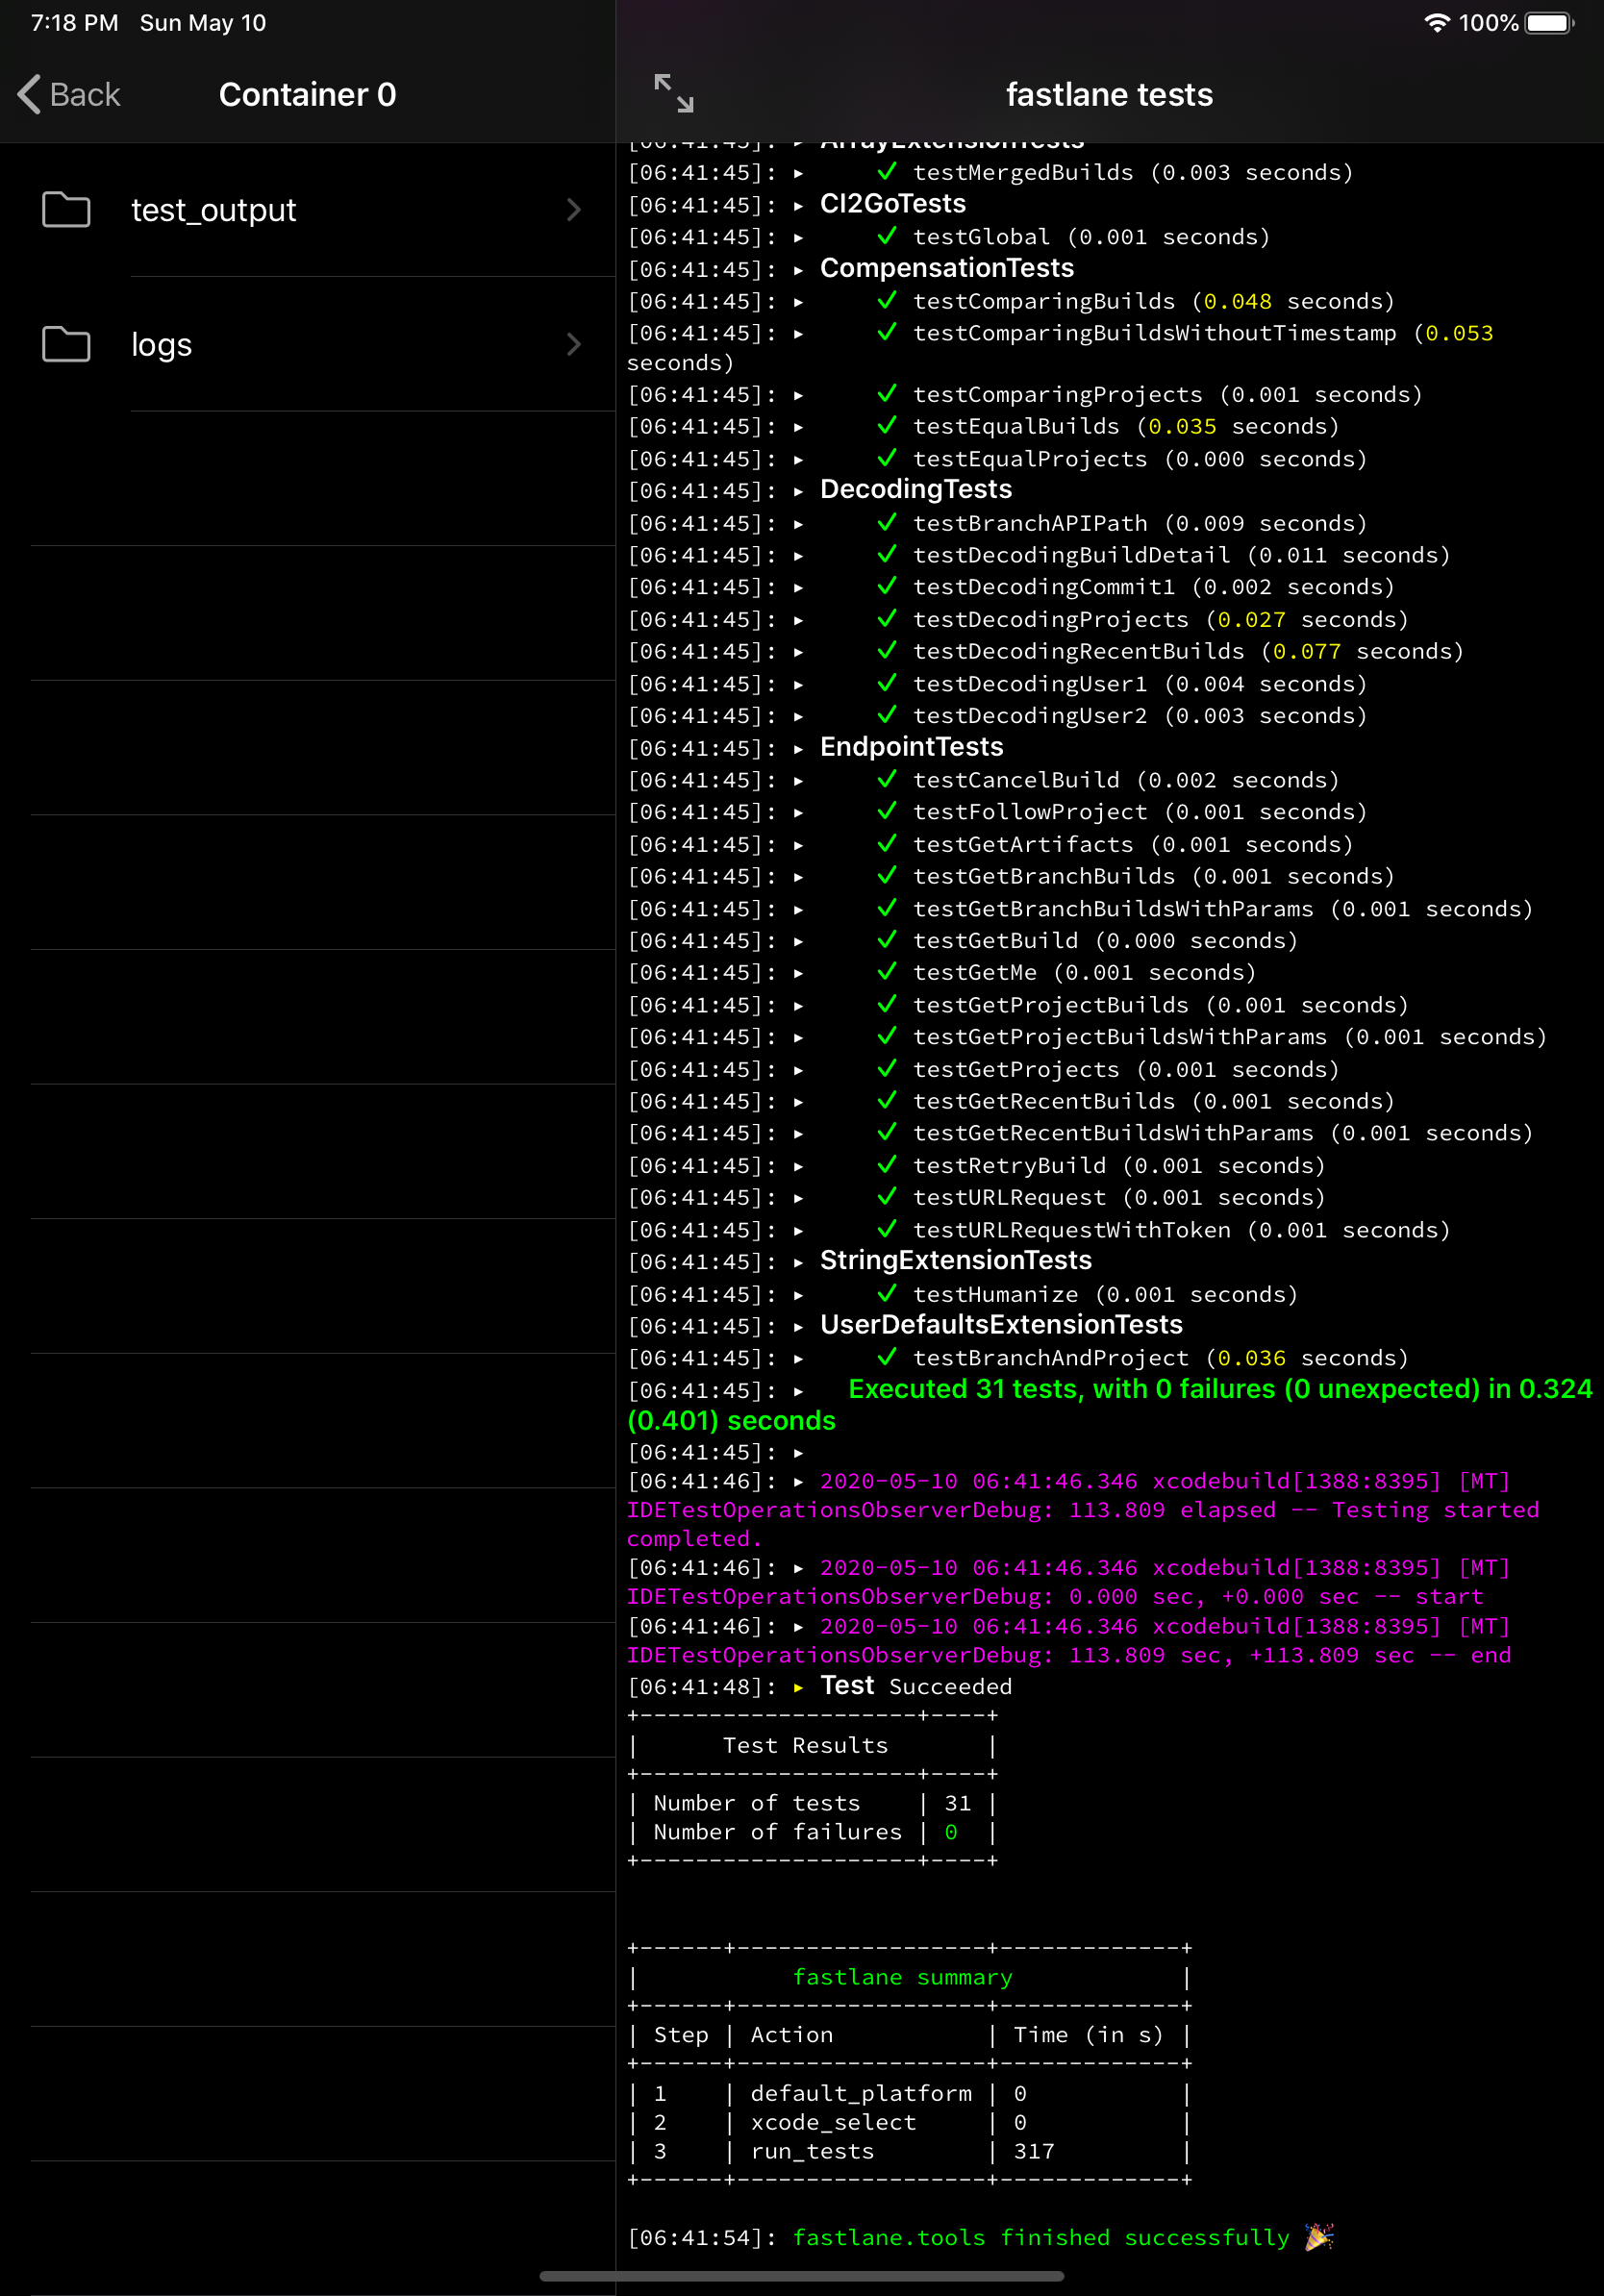 7:18 PM Sun May 10
100%
Back
Container 0
fastlane tests
test_output
logs
[06:41:45]: ▸ ArrayExtensionTests
[06:41:45]: ▸ ✓ testMergedBuilds (0.003 seconds)
[06:41:45]: ▸ CI2GoTests
[06:41:45]: ▸ ✓ testGlobal (0.001 seconds)
[06:41:45]: ▸ CompensationTests
[06:41:45]: ▸ ✓ testComparingBuilds (0.048 seconds)
[06:41:45]: ▸ ✓ testComparingBuildsWithoutTimestamp (0.053
seconds)
[06:41:45]: ▸ ✓ testComparingProjects (0.001 seconds)
[06:41:45]: ▸ ✓ testEqualBuilds (0.035 seconds)
[06:41:45]: ▸ ✓ testEqualProjects (0.000 seconds)
[06:41:45]: ▸ DecodingTests
[06:41:45]: ▸ ✓ testBranchAPIPath (0.009 seconds)
[06:41:45]: ▸ ✓ testDecodingBuildDetail (0.011 seconds)
[06:41:45]: ▸ ✓ testDecodingCommit1 (0.002 seconds)
[06:41:45]: ▸ ✓ testDecodingProjects (0.027 seconds)
[06:41:45]: ▸ ✓ testDecodingRecentBuilds (0.077 seconds)
[06:41:45]: ▸ ✓ testDecodingUser1 (0.004 seconds)
[06:41:45]: ▸ ✓ testDecodingUser2 (0.003 seconds)
[06:41:45]: ▸ EndpointTests
[06:41:45]: ▸ ✓ testCancelBuild (0.002 seconds)
[06:41:45]: ▸ ✓ testFollowProject (0.001 seconds)
[06:41:45]: ▸ ✓ testGetArtifacts (0.001 seconds)
[06:41:45]: ▸ ✓ testGetBranchBuilds (0.001 seconds)
[06:41:45]: ▸ ✓ testGetBranchBuildsWithParams (0.001 seconds)
[06:41:45]: ▸ ✓ testGetBuild (0.000 seconds)
[06:41:45]: ▸ ✓ testGetMe (0.001 seconds)
[06:41:45]: ▸ ✓ testGetProjectBuilds (0.001 seconds)
[06:41:45]: ▸ ✓ testGetProjectBuildsWithParams (0.001 seconds)
[06:41:45]: ▸ ✓ testGetProjects (0.001 seconds)
[06:41:45]: ▸ ✓ testGetRecentBuilds (0.001 seconds)
[06:41:45]: ▸ ✓ testGetRecentBuildsWithParams (0.001 seconds)
[06:41:45]: ▸ ✓ testRetryBuild (0.001 seconds)
[06:41:45]: ▸ ✓ testURLRequest (0.001 seconds)
[06:41:45]: ▸ ✓ testURLRequestWithToken (0.001 seconds)
[06:41:45]: ▸ StringExtensionTests
[06:41:45]: ▸ ✓ testHumanize (0.001 seconds)
[06:41:45]: ▸ UserDefaultsExtensionTests
[06:41:45]: ▸ ✓ testBranchAndProject (0.036 seconds)
[06:41:45]: ▸ Executed 31 tests, with 0 failures (0 unexpected) in 0.324
(0.401) seconds
[06:41:45]: ▸
[06:41:46]: ▸ 2020-05-10 06:41:46.346 xcodebuild[1388:8395] [MT]
IDETestOperationsObserverDebug: 113.809 elapsed -- Testing started
completed.
[06:41:46]: ▸ 2020-05-10 06:41:46.346 xcodebuild[1388:8395] [MT]
IDETestOperationsObserverDebug: 0.000 sec, +0.000 sec -- start
[06:41:46]: ▸ 2020-05-10 06:41:46.346 xcodebuild[1388:8395] [MT]
IDETestOperationsObserverDebug: 113.809 sec, +113.809 sec -- end
[06:41:48]: ▸ Test Succeeded
+--------------------+----+
| Test Results |
+--------------------+----+
| Number of tests | 31 |
| Number of failures | 0 |
+--------------------+----+
+------+------------------+-------------+
| fastlane summary |
+------+------------------+-------------+
| Step | Action | Time (in s) |
+------+------------------+-------------+
| 1 | default_platform | 0 |
| 2 | xcode_select | 0 |
| 3 | run_tests | 317 |
+------+------------------+-------------+
[06:41:54]: fastlane.tools finished successfully 🎉